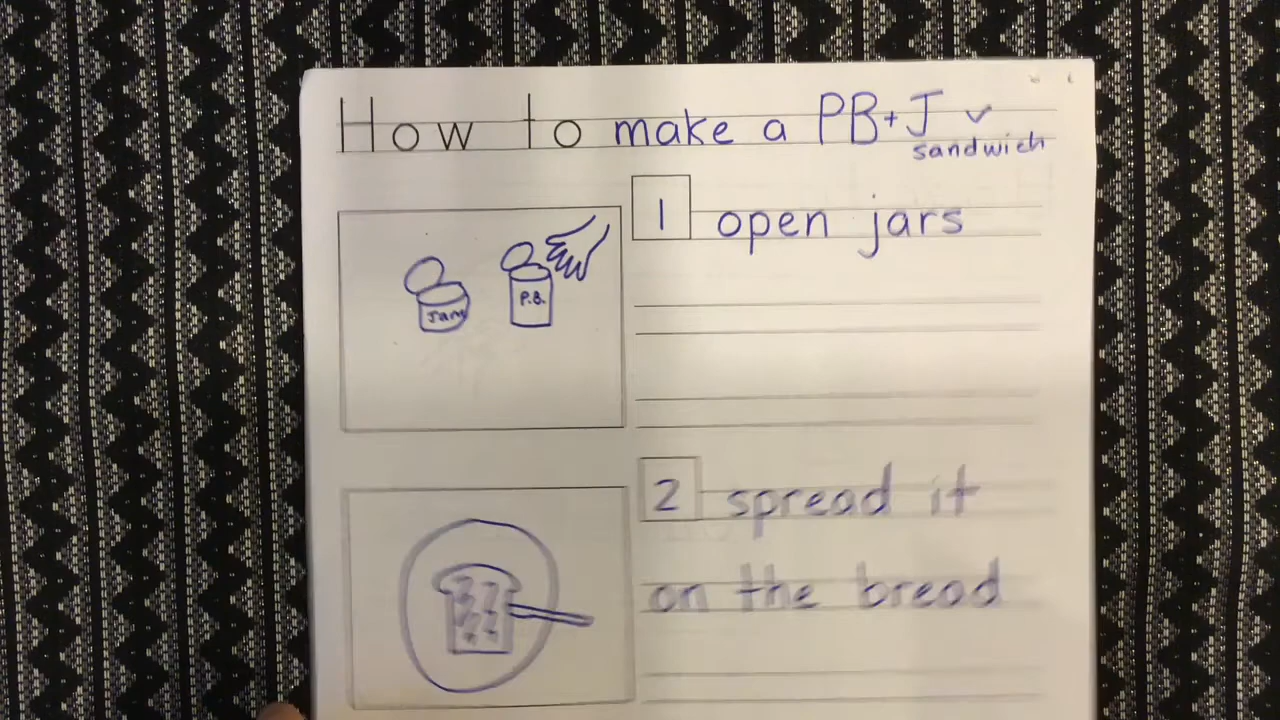 How to make a PB+J
sandwich
1 open jars
Jam
P.B.
2 spread it
on the bread